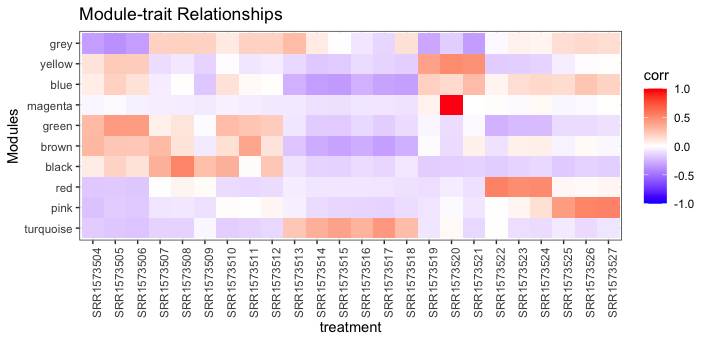 Module-trait Relationships
Modules
grey
yellow
blue
magenta
green
brown
black
red
pink
turquoise
SRR1573504
SRR1573505
SRR1573506
SRR1573507
SRR1573508
SRR1573509
SRR1573510
SRR1573511
SRR1573512
SRR1573513
SRR1573514
SRR1573515
SRR1573516
SRR1573517
SRR1573518
SRR1573519
SRR1573520
SRR1573521
SRR1573522
SRR1573523
SRR1573524
SRR1573525
SRR1573526
SRR1573527
treatment
corr
1.0
0.5
0.0
-0.5
-1.0